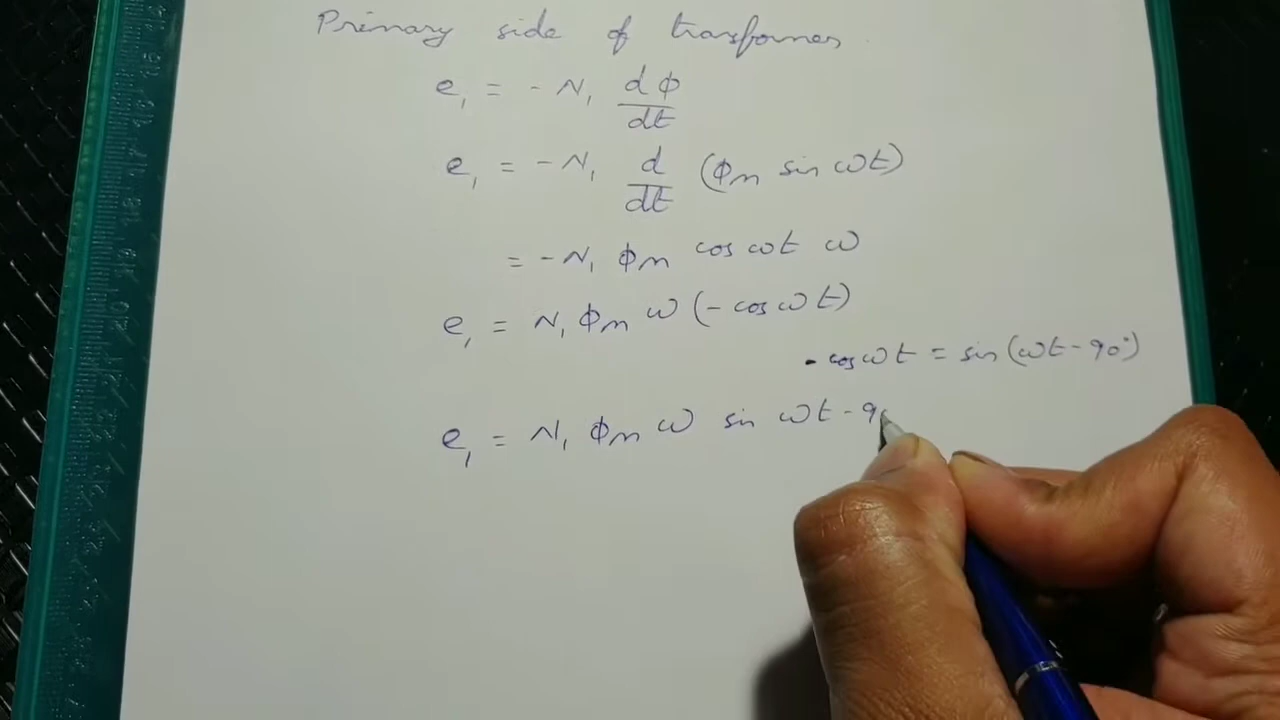 Primary side of trasformer
e₁ = - N₁ dϕ/dt
e₁ = - N₁ d/dt (ϕm sin ωt)
= - N₁ ϕm cos ωt ω
e₁ = N₁ ϕm ω (- cos ωt)
- cos ωt = sin (ωt - 90°)
e₁ = N₁ ϕm ω sin ωt - 9